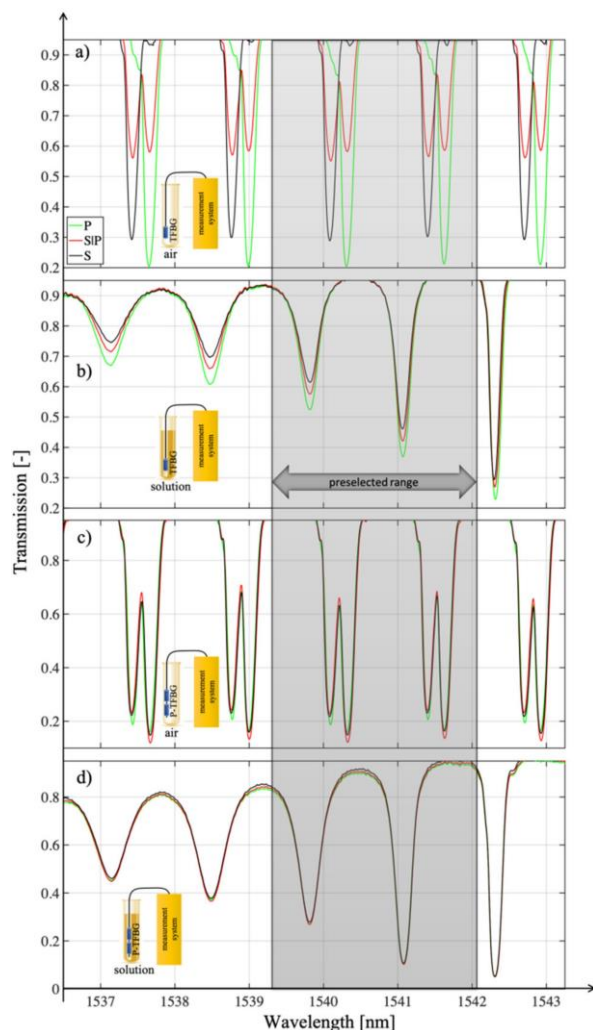 a)
0.9
0.8
0.7
0.6
0.5
0.4
0.3
0.2
P
S|P
S
TFBG
measurement
system
air
b)
0.9
0.8
0.7
0.6
0.5
0.4
0.3
0.2
TFBG
measurement
system
solution
preselected range
Transmission [-]
c)
0.8
0.6
0.4
0.2
P-TFBG
measurement
system
air
d)
0.8
0.6
0.4
0.2
0
P-TFBG
measurement
system
solution
1537 1538 1539 1540 1541 1542 1543
Wavelength [nm]